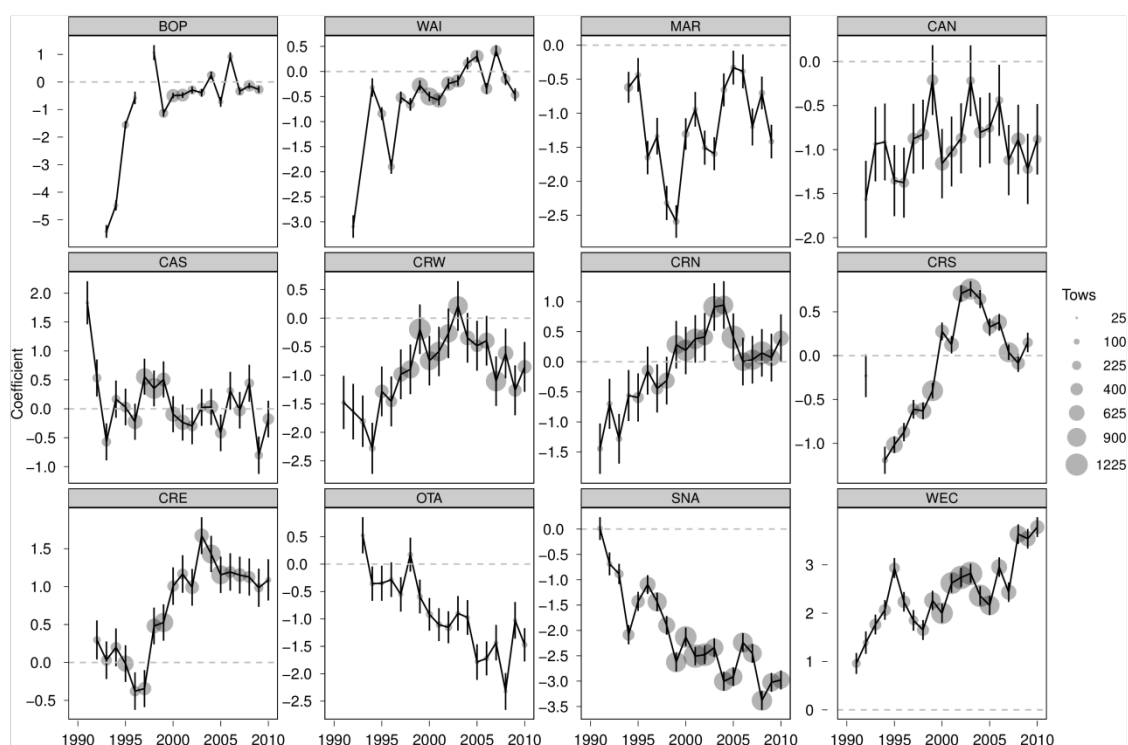 BOP WAI MAR CAN
1 0 -1 -2 -3 -4 -5
0.5 0.0 -0.5 -1.0 -1.5 -2.0 -2.5 -3.0
0.0 -0.5 -1.0 -1.5 -2.0 -2.5
0.0 -0.5 -1.0 -1.5 -2.0
CAS CRW CRN CRS
2.0 1.5 1.0 0.5 0.0 -0.5 -1.0
0.5 0.0 -0.5 -1.0 -1.5 -2.0 -2.5
1.0 0.5 0.0 -0.5 -1.0 -1.5
0.5 0.0 -0.5 -1.0
Coefficient
Tows
25
100
225
400
625
900
1225
CRE OTA SNA WEC
1.5 1.0 0.5 0.0 -0.5
0.5 0.0 -0.5 -1.0 -1.5 -2.0 -2.5
0.0 -0.5 -1.0 -1.5 -2.0 -2.5 -3.0 -3.5
3 2 1 0
1990 1995 2000 2005 2010 1990 1995 2000 2005 2010 1990 1995 2000 2005 2010 1990 1995 2000 2005 2010